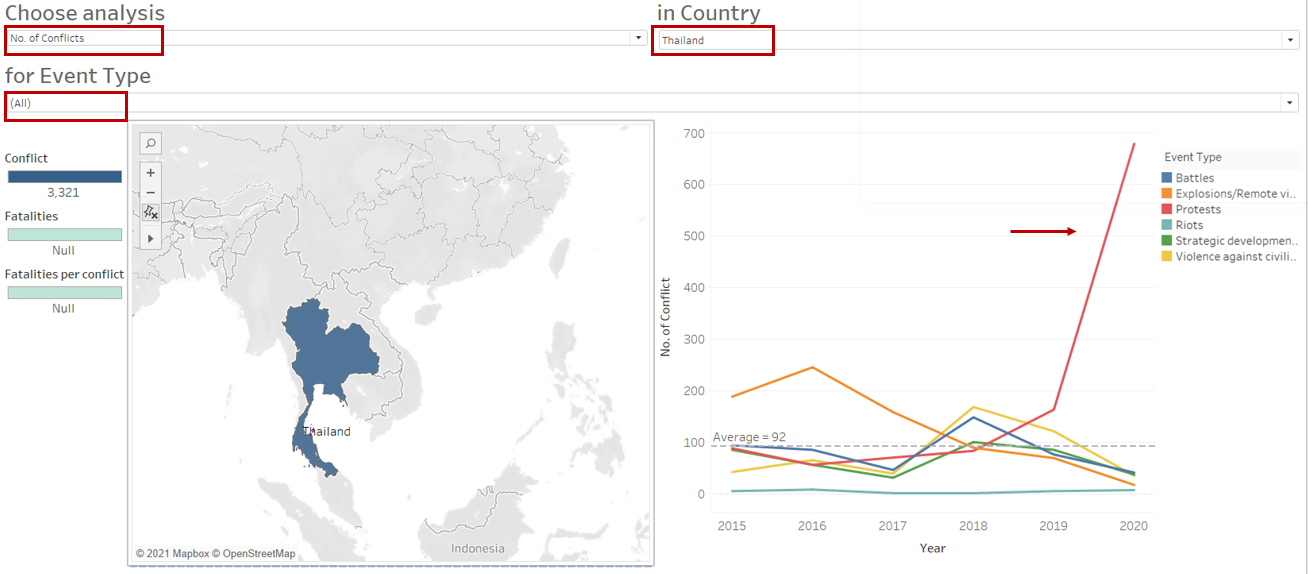 Choose analysis
in Country
No. of Conflicts
Thailand
for Event Type
(All)
Conflict
3,321
Fatalities
Null
Fatalities per conflict
Null
Thailand
Indonesia
© 2021 Mapbox © OpenStreetMap
No. of Conflict
700
600
500
400
300
200
100
0
Average = 92
2015 2016 2017 2018 2019 2020
Year
Event Type
Battles
Explosions/Remote vi..
Protests
Riots
Strategic developmen..
Violence against civili..